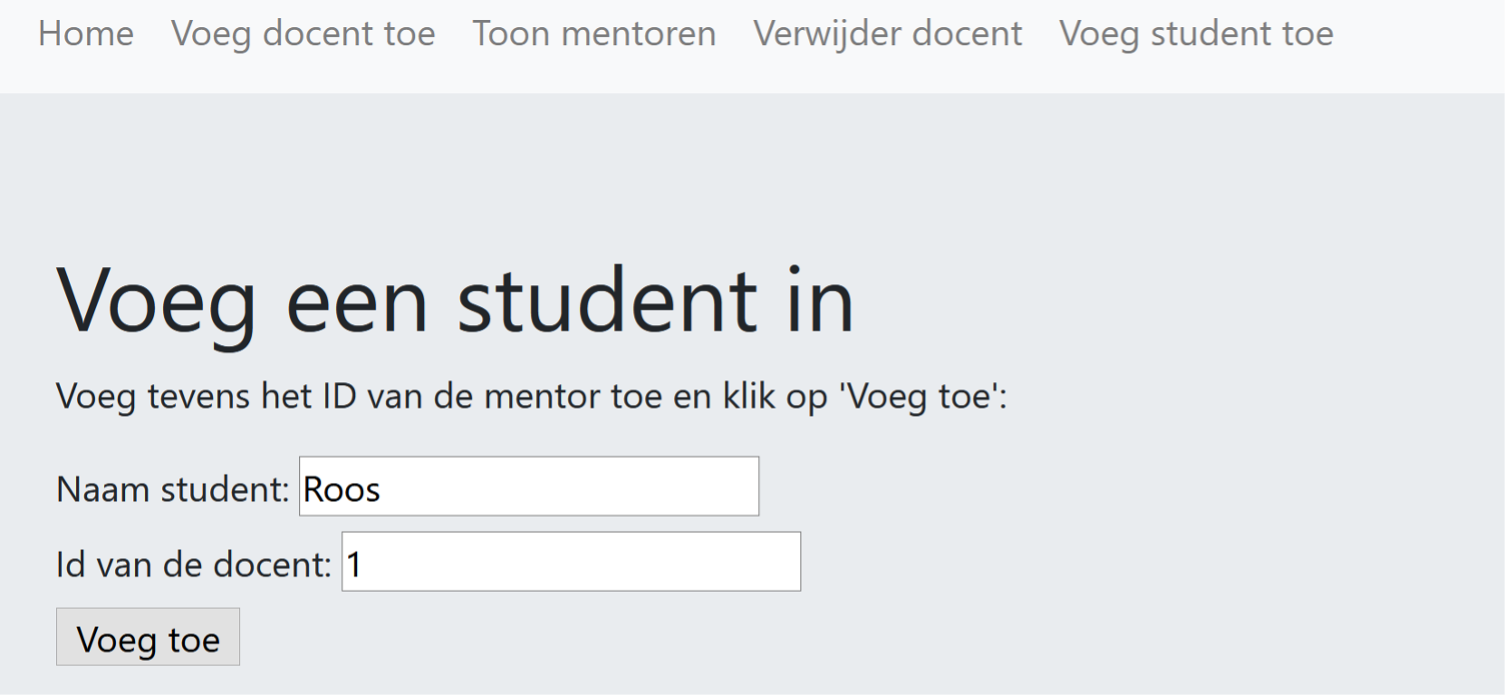 Home Voeg docent toe Toon mentoren Verwijder docent Voeg student toe
Voeg een student in
Voeg tevens het ID van de mentor toe en klik op 'Voeg toe':
Naam student: Roos
Id van de docent: 1
Voeg toe